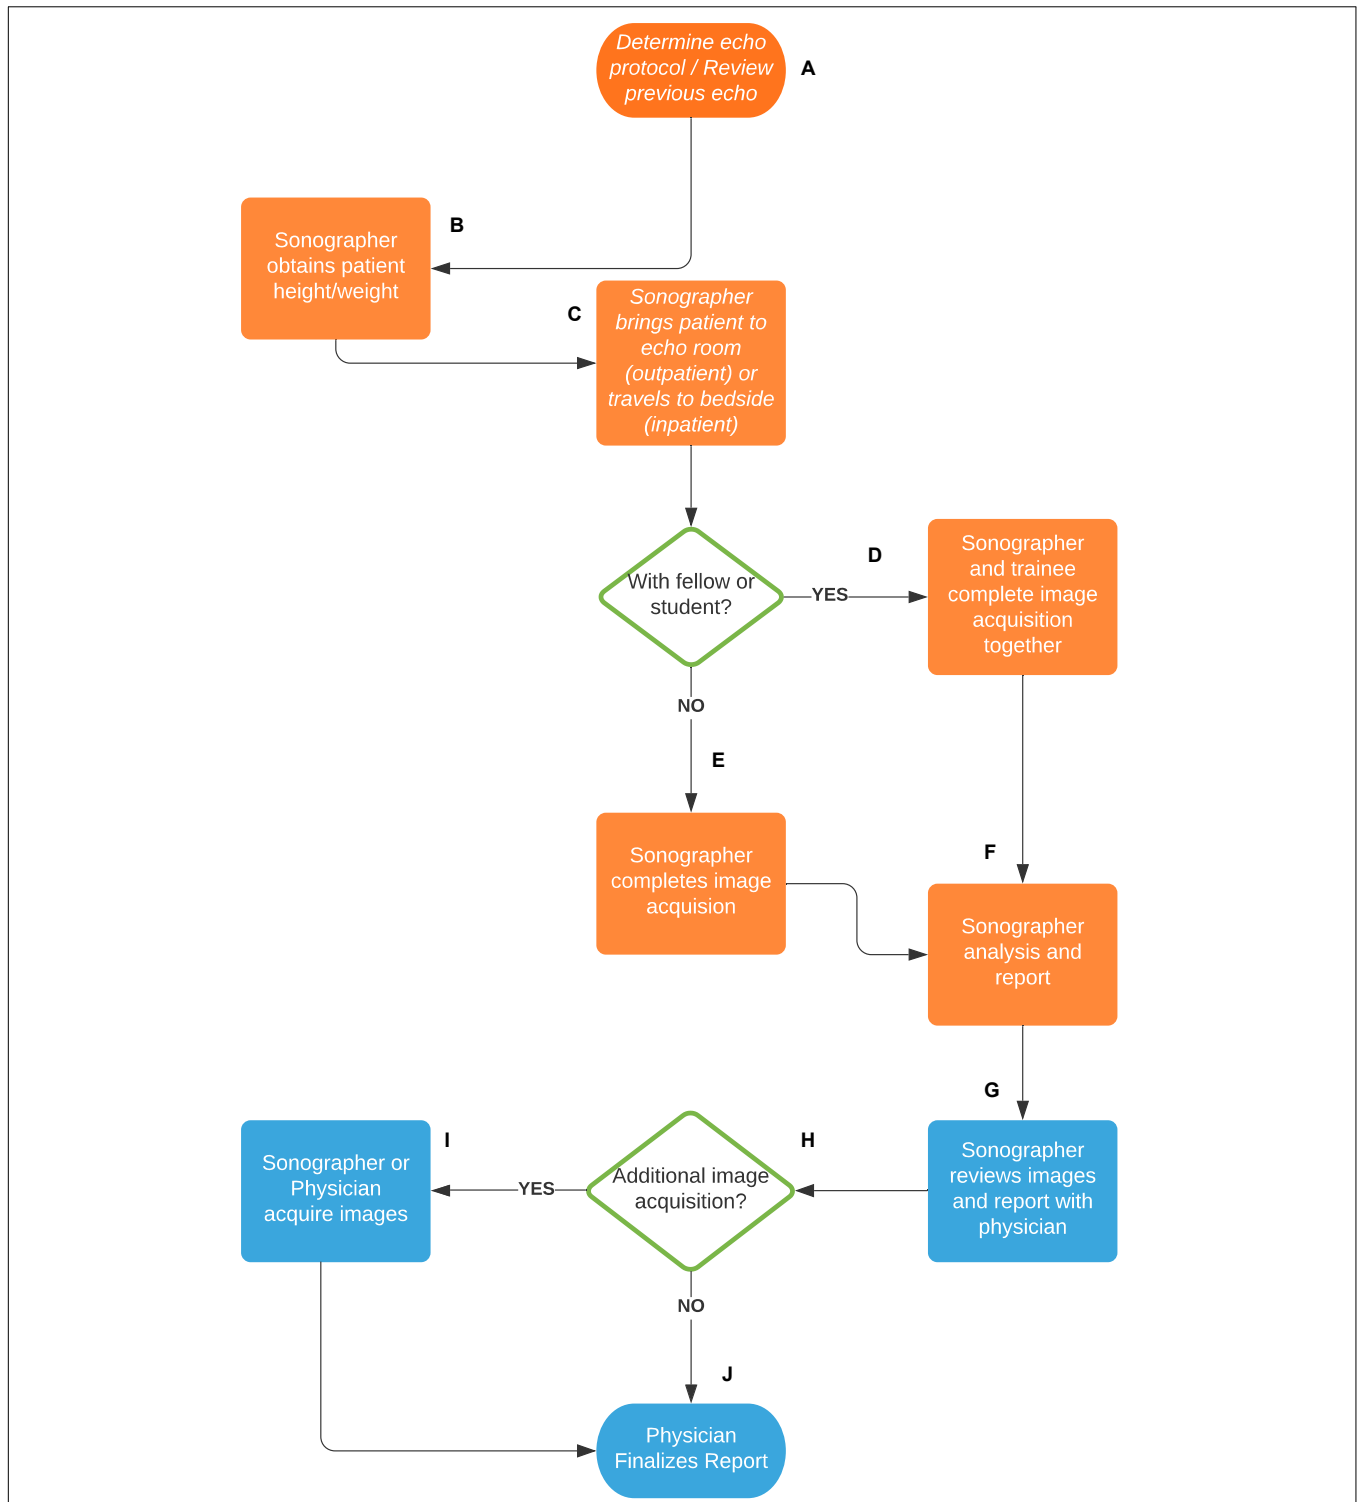 Determine echo
protocol / Review
previous echo
A
B
Sonographer
obtains patient
height/weight
C
Sonographer
brings patient to
echo room
(outpatient) or
travels to bedside
(inpatient)
With fellow or
student?
YES
D
Sonographer
and trainee
complete image
acquisition
together
NO
E
Sonographer
completes image
acquision
F
Sonographer
analysis and
report
G
Sonographer
reviews images
and report with
physician
H
Additional image
acquisition?
YES
I
Sonographer or
Physician
acquire images
NO
J
Physician
Finalizes Report